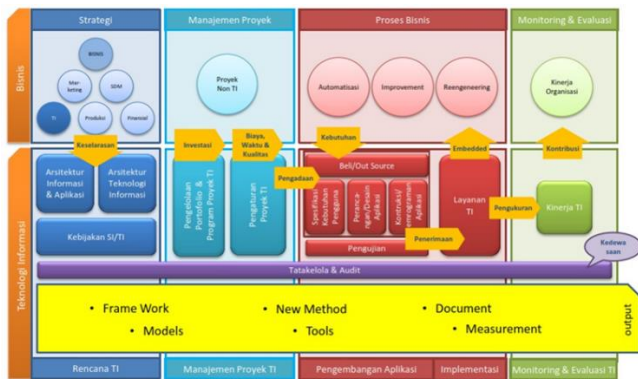 Strategi
Manajemen Proyek
Proses Bisnis
Monitoring & Evaluasi
Bisnis
BISNIS
Mar-
keting
SDM
TI
Produksi
Finansial
Proyek
Non TI
Automatisasi
Improvement
Reengeneering
Kinerja
Organisasi
Keselarasan
Investasi
Biaya,
Waktu &
Kualitas
Kebutuhan
Embedded
Kontribusi
Teknologi Informasi
Arsitektur
Informasi
& Aplikasi
Arsitektur
Teknologi
Informasi
Kebijakan SI/TI
Pengelolaan
Portofolio &
Program Proyek TI
Pengaturan
Proyek TI
Pengadaan
Beli/Out Source
Spesifikasi
Kebutuhan
Pengguna
Peranca-
ngan/Desain
Aplikasi
Kontruksi/
Pemrograman
Aplikasi
Pengujian
Penerimaan
Layanan
TI
Pengukuran
Kinerja TI
Kedewa
saan
Tatakelola & Audit
• Frame Work
• New Method
• Document
• Models
• Tools
• Measurement
output
Rencana TI
Manajemen Proyek TI
Pengembangan Aplikasi
Implementasi
Monitoring & Evaluasi TI